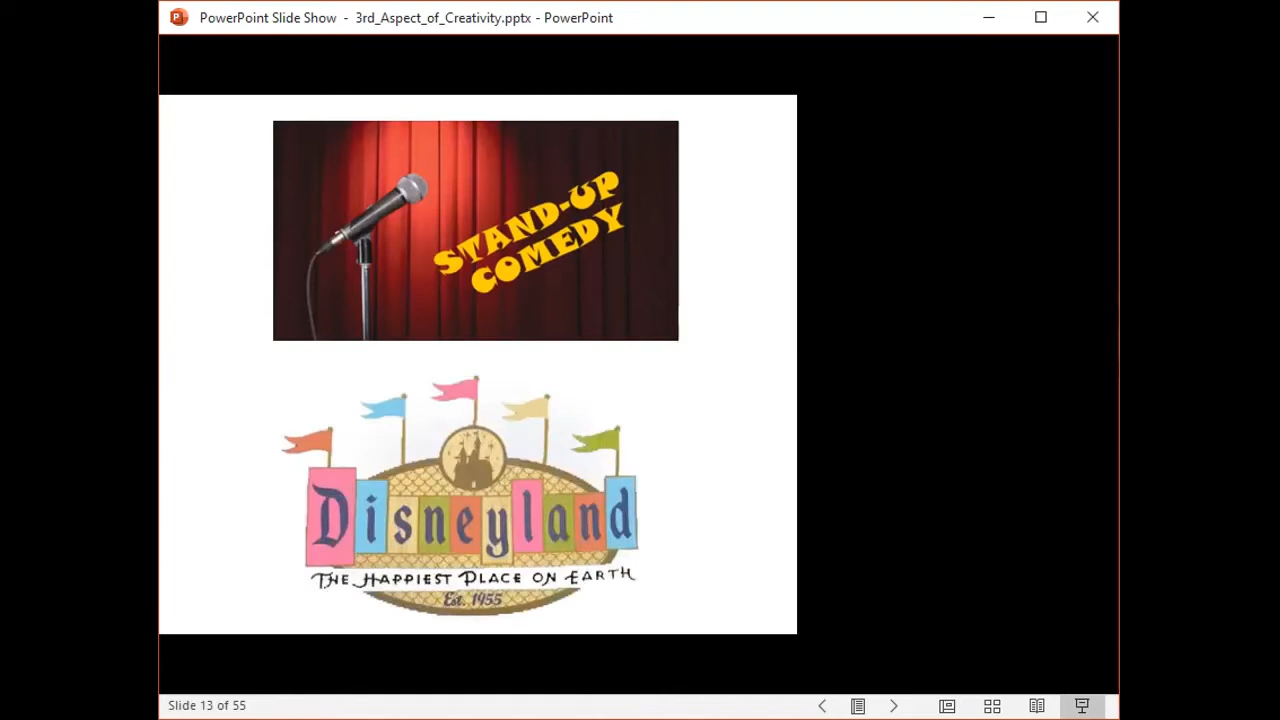 PowerPoint Slide Show - 3rd_Aspect_of_Creativity.pptx - PowerPoint
STAND-UP
COMEDY
Disneyland
THE HAPPIEST PLACE ON EARTH
Est. 1955
Slide 13 of 55